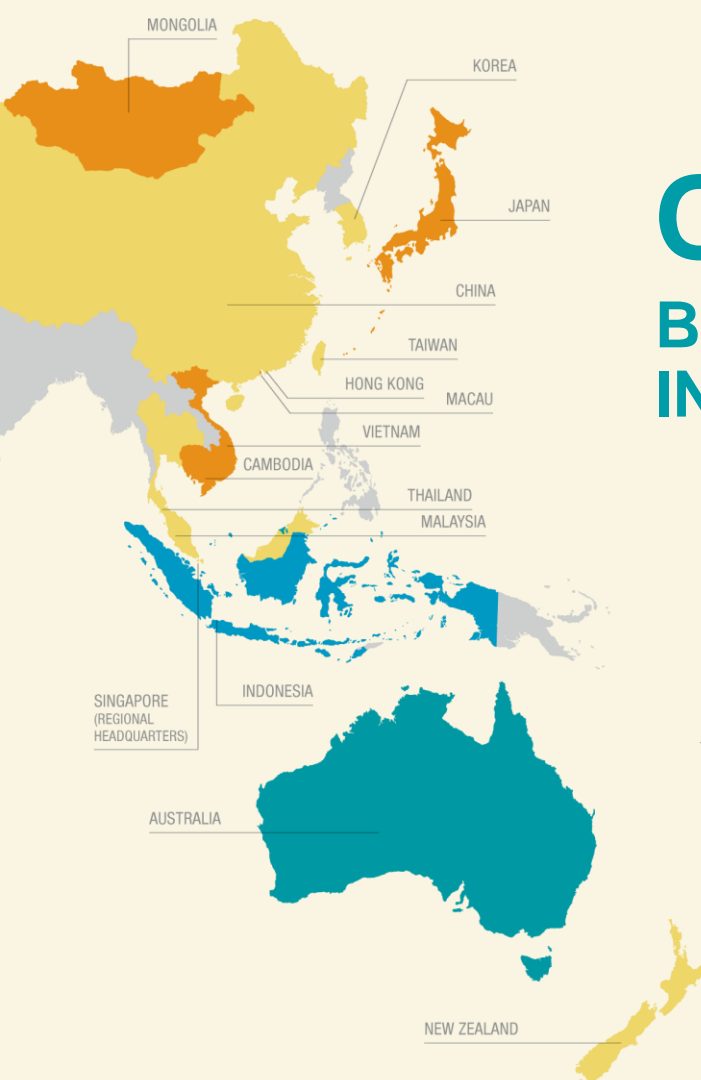 MONGOLIA
KOREA
JAPAN
CHINA
TAIWAN
HONG KONG
MACAU
VIETNAM
CAMBODIA
THAILAND
MALAYSIA
INDONESIA
SINGAPORE
(REGIONAL
HEADQUARTERS)
AUSTRALIA
NEW ZEALAND